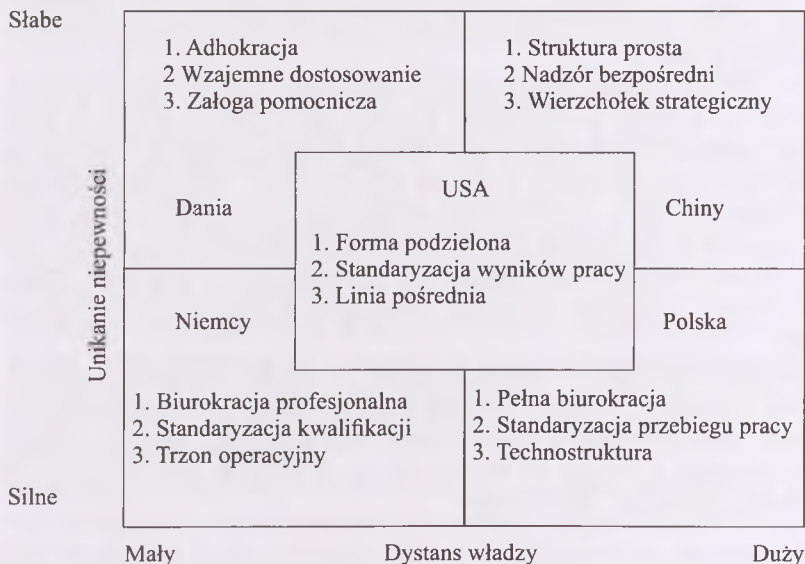 Słabe
1. Adhokracja
2 Wzajemne dostosowanie
3. Załoga pomocnicza
1. Struktura prosta
2 Nadzór bezpośredni
3. Wierzchołek strategiczny
Unikanie niepewności
Dania
USA
1. Forma podzielona
2. Standaryzacja wyników pracy
3. Linia pośrednia
Chiny
Niemcy
Polska
1. Biurokracja profesjonalna
2. Standaryzacja kwalifikacji
3. Trzon operacyjny
1. Pełna biurokracja
2. Standaryzacja przebiegu pracy
3. Technostruktura
Silne
Mały
Dystans władzy
Duży